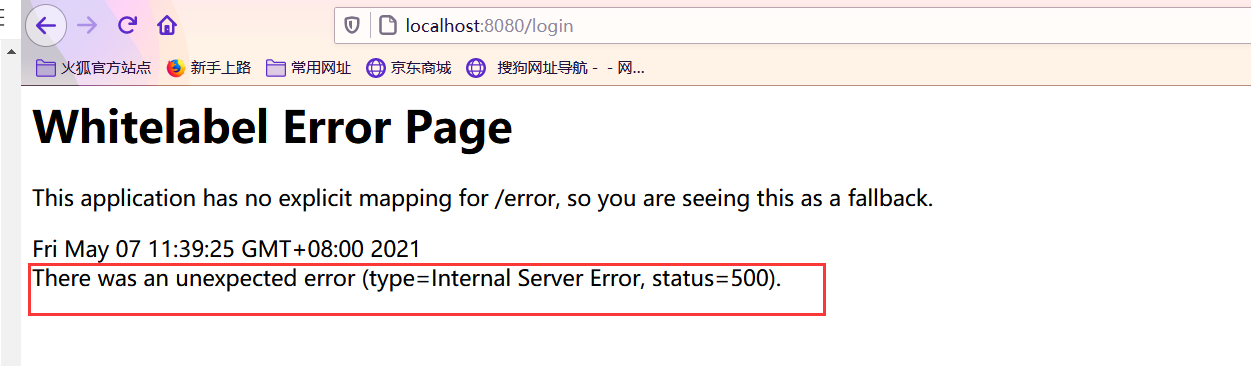 localhost:8080/login
火狐官方站点 新手上路 常用网址 京东商城 搜狗网址导航 - - 网...
Whitelabel Error Page
This application has no explicit mapping for /error, so you are seeing this as a fallback.
Fri May 07 11:39:25 GMT+08:00 2021
There was an unexpected error (type=Internal Server Error, status=500).